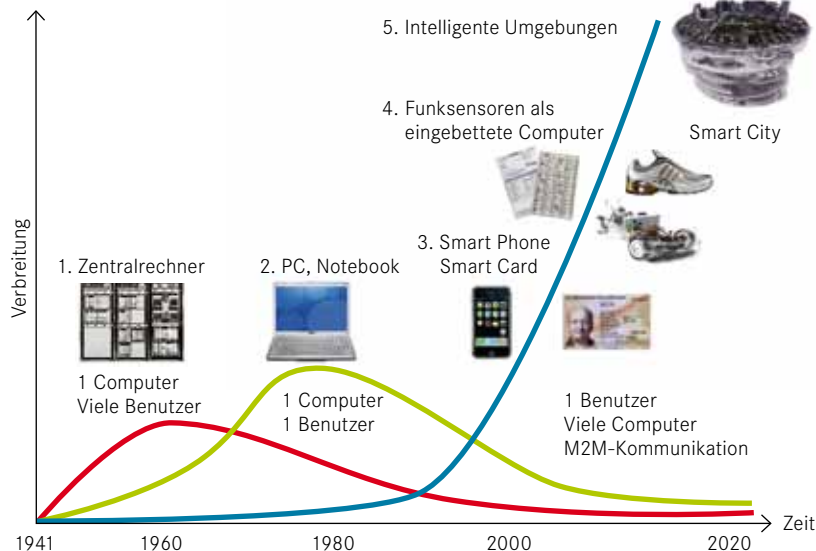 5. Intelligente Umgebungen
4. Funksensoren als
eingebettete Computer
Smart City
Verbreitung
1. Zentralrechner
2. PC, Notebook
3. Smart Phone
Smart Card
1 Computer
Viele Benutzer
1 Computer
1 Benutzer
1 Benutzer
Viele Computer
M2M-Kommunikation
Zeit
1941
1960
1980
2000
2020